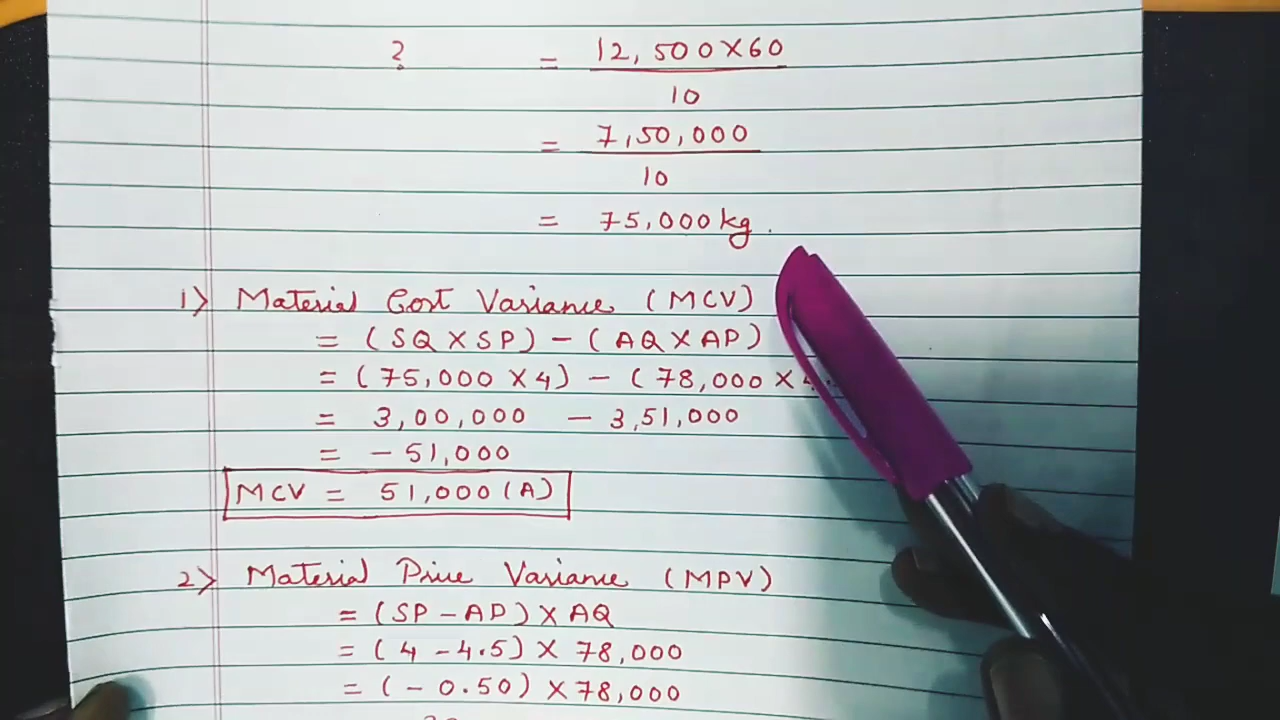 ? = 12,500 X 60
10
= 7,50,000
10
= 75,000 kg.
1) Material Cost Variance (MCV)
= (SQ X SP) - (AQ X AP)
= (75,000 X 4) - (78,000 X
= 3,00,000 - 3,51,000
= - 51,000
MCV = 51,000 (A)
2) Material Price Variance (MPV)
= (SP - AP) X AQ
= (4 - 4.5) X 78,000
= (- 0.50) X 78,000